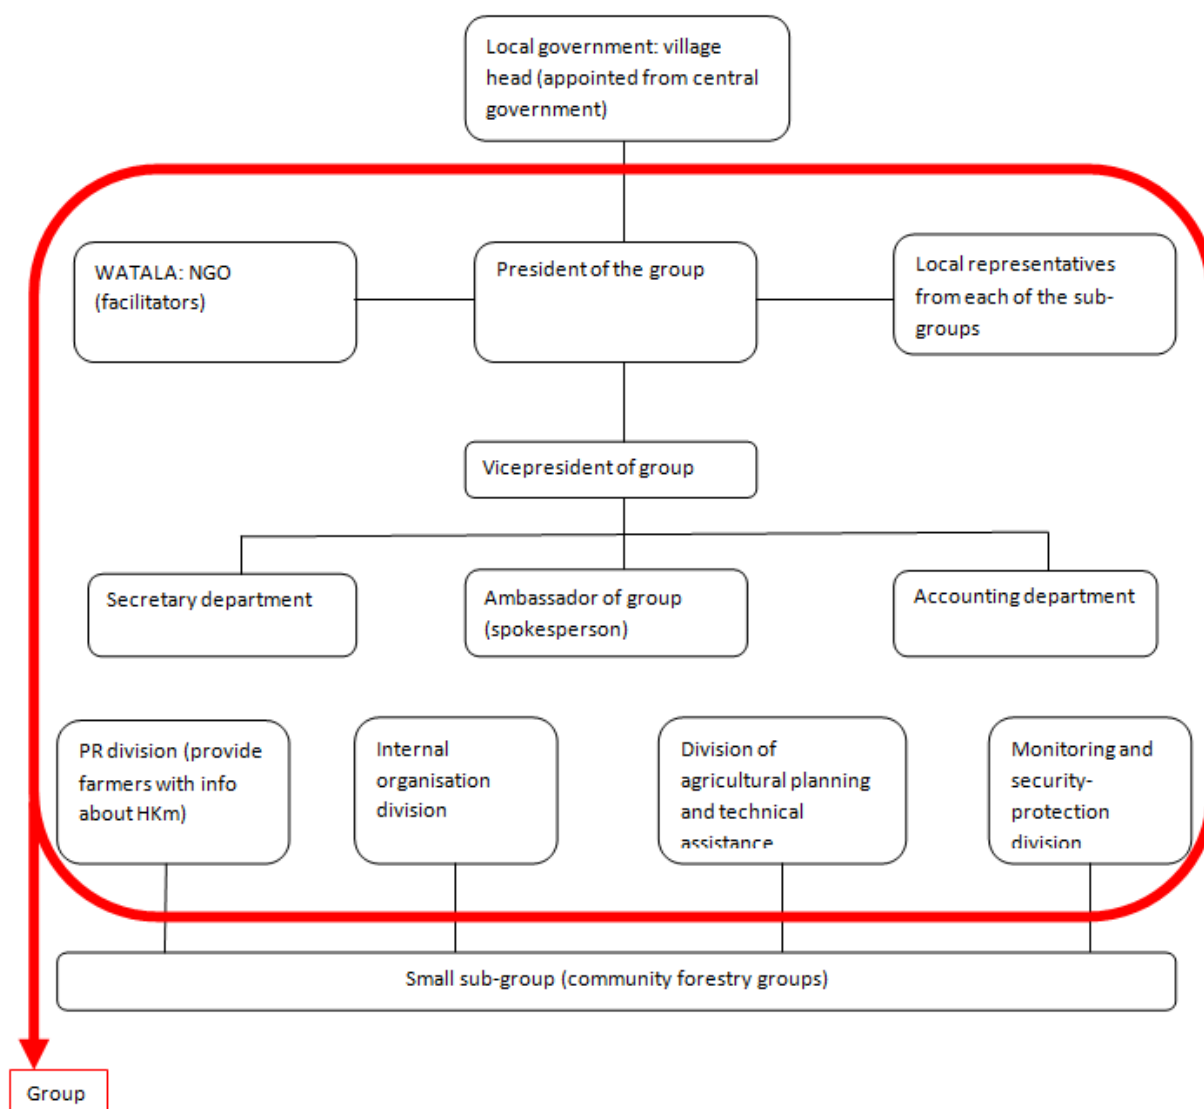 Local government: village
head (appointed from central
government)
WATALA: NGO
(facilitators)
President of the group
Local representatives
from each of the sub-
groups
Vicepresident of group
Secretary department
Ambassador of group
(spokesperson)
Accounting department
PR division (provide
farmers with info
about HKm)
Internal
organisation
division
Division of
agricultural planning
and technical
assistance
Monitoring and
security-
protection
division
Small sub-group (community forestry groups)
Group